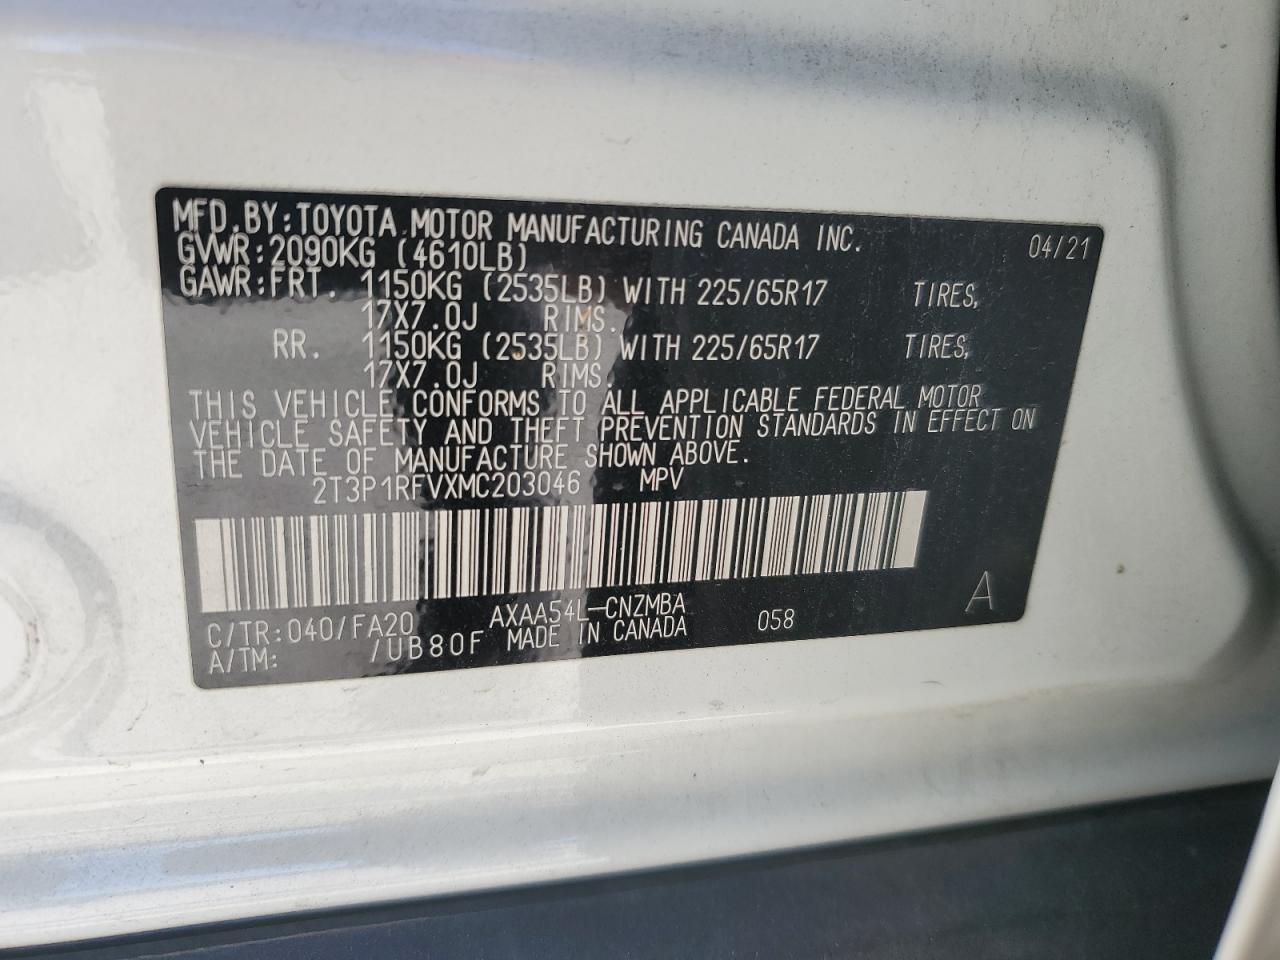 MFD.BY:TOYOTA MOTOR MANUFACTURING CANADA INC. 04/21
GVWR:2090KG (4610LB)
GAWR:FRT. 1150KG (2535LB) WITH 225/65R17 TIRES,
17X7.0J RIMS.
RR. 1150KG (2535LB) WITH 225/65R17 TIRES,
17X7.0J RIMS.
THIS VEHICLE CONFORMS TO ALL APPLICABLE FEDERAL MOTOR
VEHICLE SAFETY AND THEFT PREVENTION STANDARDS IN EFFECT ON
THE DATE OF MANUFACTURE SHOWN ABOVE.
2T3P1RFVXMC203046 MPV
C/TR:040/FA20 AXAA54L-CNZMBA 058 A
A/TM: /UB80F MADE IN CANADA